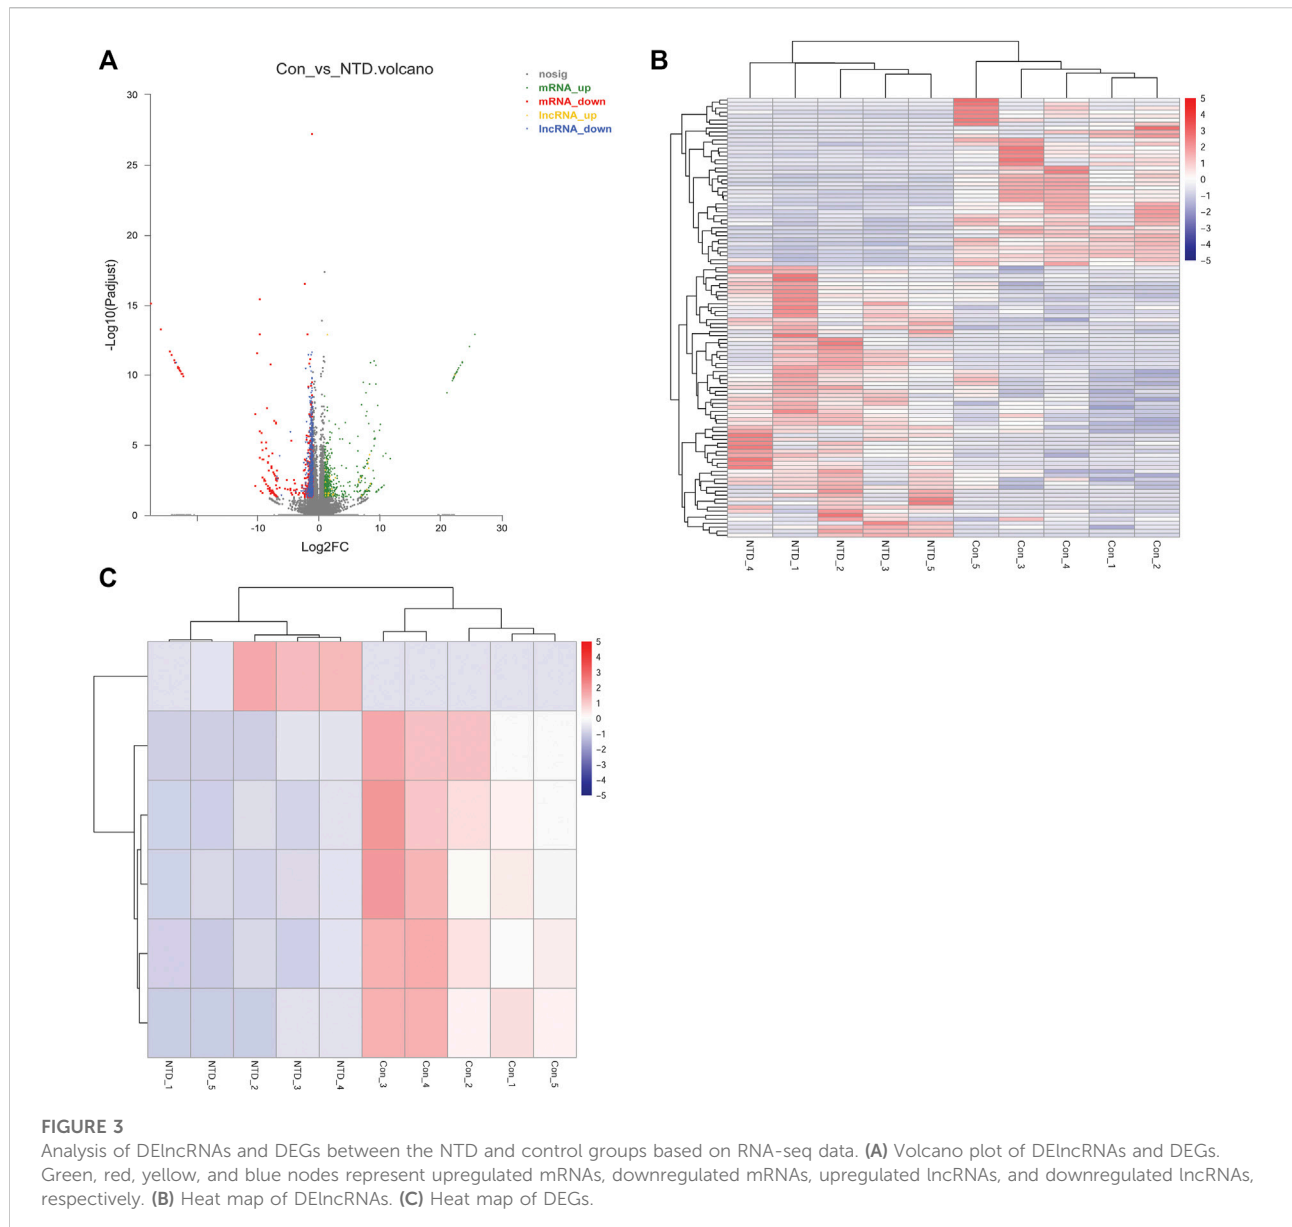 A
Con_vs_NTD.volcano
nosig
mRNA_up
mRNA_down
lncRNA_up
lncRNA_down
30
25
20
15
10
5
0
-Log10(Padjust)
-10
0
10
20
30
Log2FC
B
5
4
3
2
1
0
−1
−2
−3
−4
−5
NTD_4
NTD_1
NTD_2
NTD_3
NTD_5
Con_5
Con_3
Con_4
Con_1
Con_2
C
5
4
3
2
1
0
−1
−2
−3
−4
−5
NTD_1
NTD_5
NTD_2
NTD_3
NTD_4
Con_3
Con_4
Con_2
Con_1
Con_5
FIGURE 3
Analysis of DElncRNAs and DEGs between the NTD and control groups based on RNA-seq data. (A) Volcano plot of DElncRNAs and DEGs.
Green, red, yellow, and blue nodes represent upregulated mRNAs, downregulated mRNAs, upregulated lncRNAs, and downregulated lncRNAs,
respectively. (B) Heat map of DElncRNAs. (C) Heat map of DEGs.